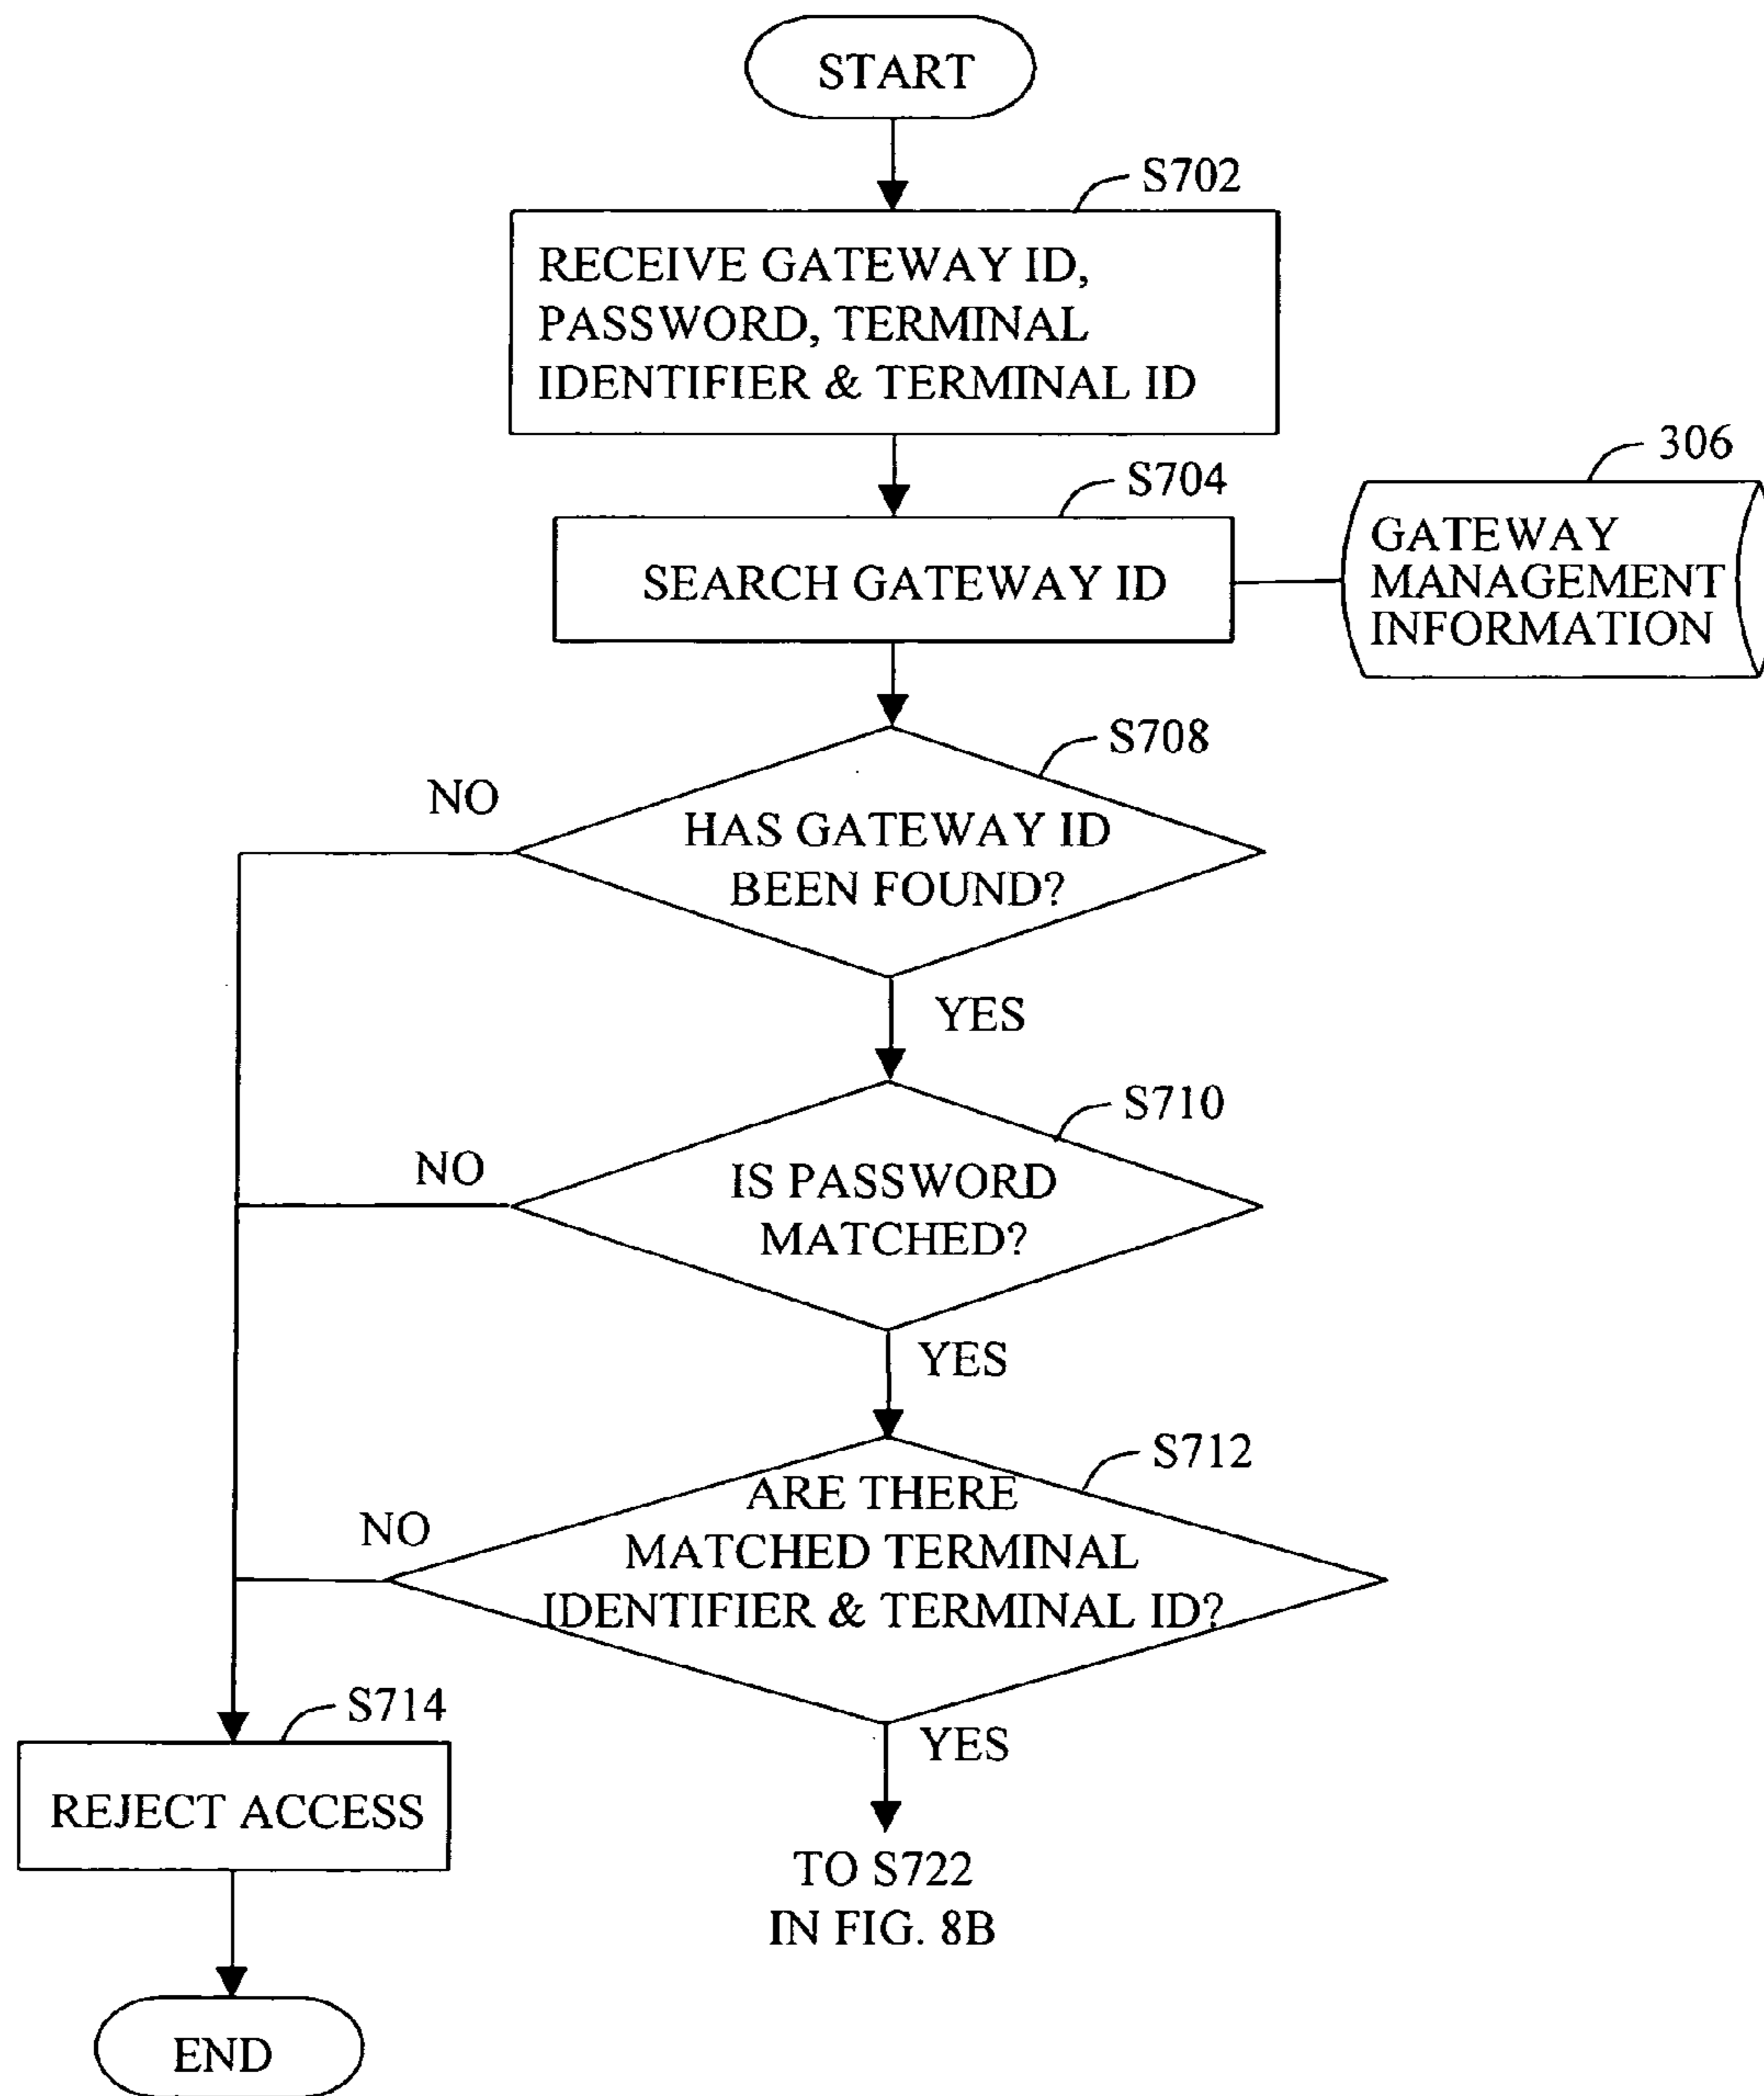 START
S702
RECEIVE GATEWAY ID,
PASSWORD, TERMINAL
IDENTIFIER & TERMINAL ID
S704
306
SEARCH GATEWAY ID
GATEWAY
MANAGEMENT
INFORMATION
S708
NO
HAS GATEWAY ID
BEEN FOUND?
YES
S710
NO
IS PASSWORD
MATCHED?
YES
S712
NO
ARE THERE
MATCHED TERMINAL
IDENTIFIER & TERMINAL ID?
S714
YES
REJECT ACCESS
TO S722
IN FIG. 8B
END